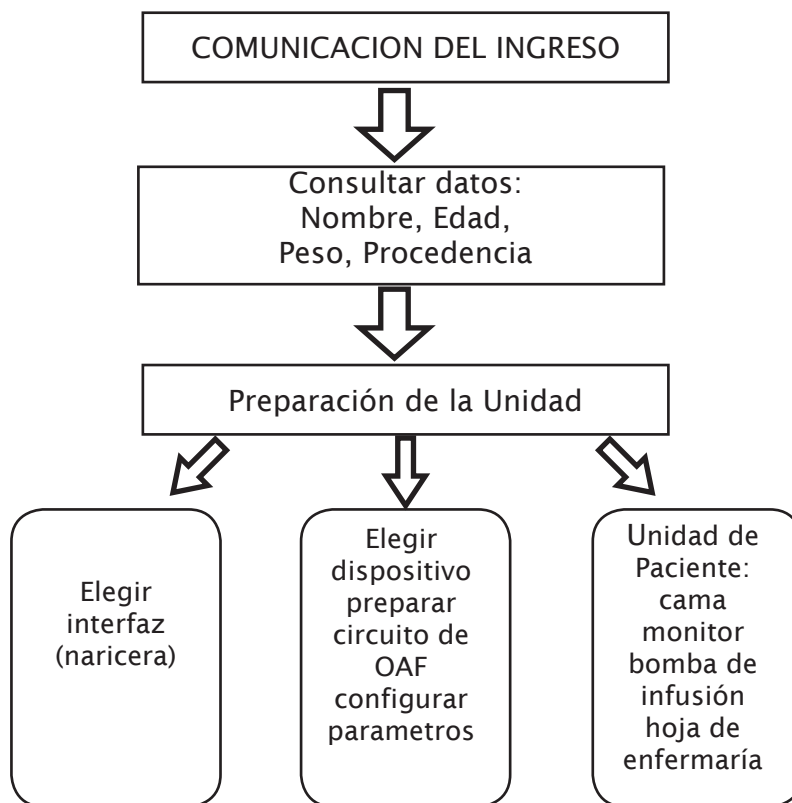 COMUNICACION DEL INGRESO
Consultar datos:
Nombre, Edad,
Peso, Procedencia
Preparación de la Unidad
Elegir
interfaz
(naricera)
Elegir
dispositivo
preparar
circuito de
OAF
configurar
parametros
Unidad de
Paciente:
cama
monitor
bomba de
infusión
hoja de
enfermaría